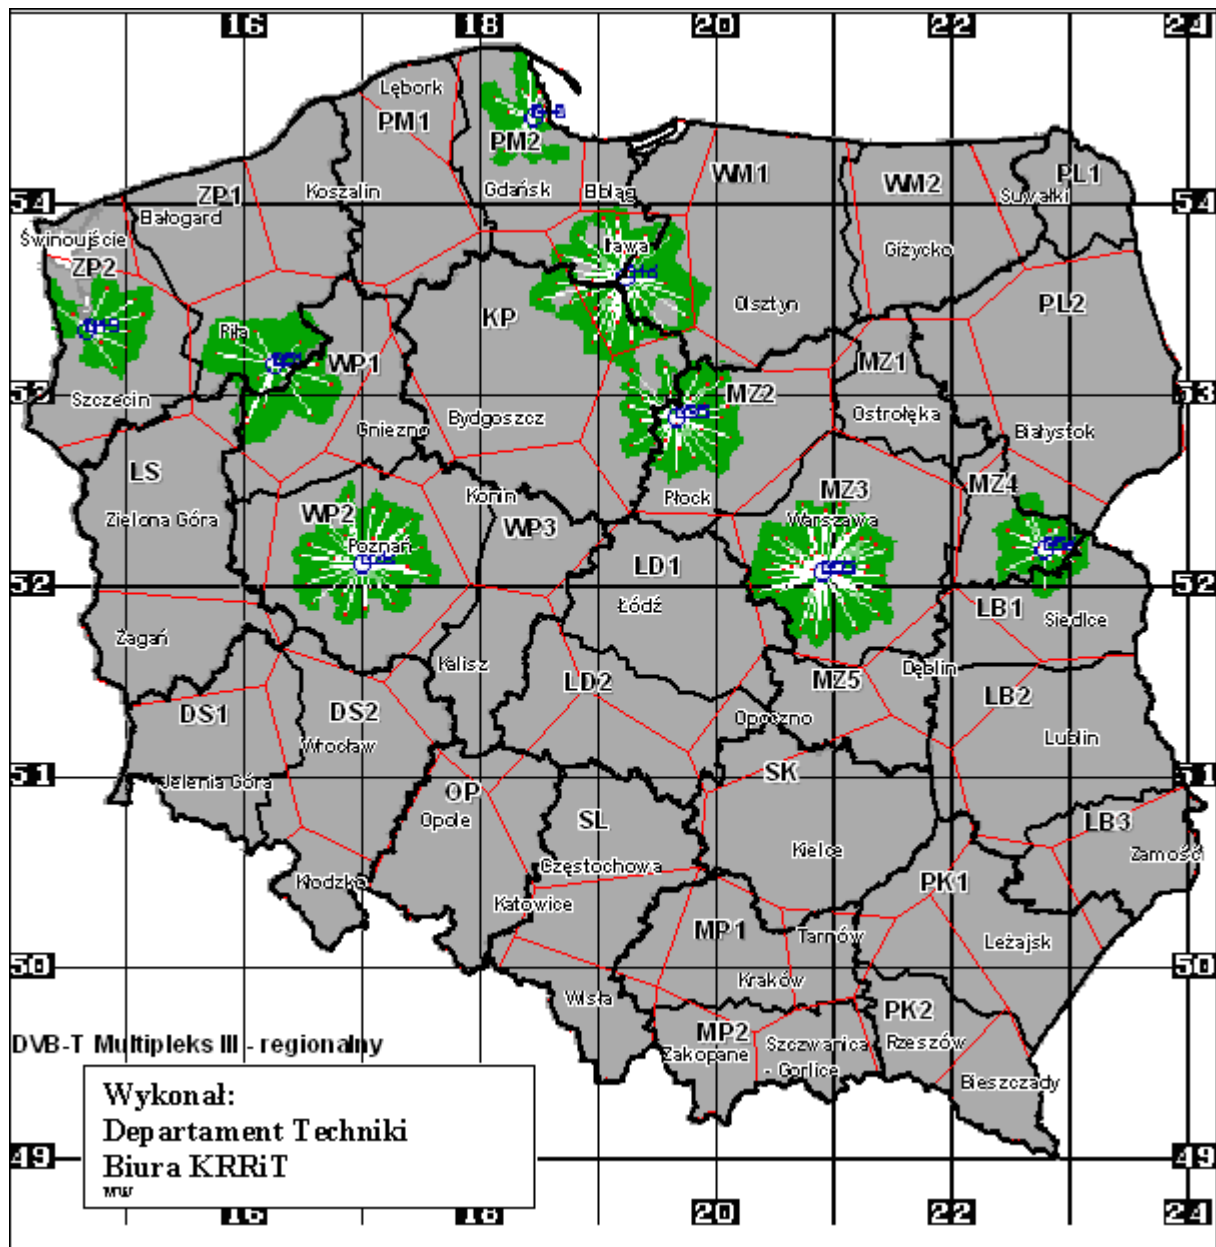 16 18 20 22 24
Lębork
PM1
PM2
WM1
PL1
WM2
ZP1
Koszalin
Gdańsk
Suwałki
54
54
Białogard
Świnoujście
Iława
Giżycko
ZP2
Olsztyn
PL2
KP
Piła
WP1
MZ1
53
MZ2
Szczecin
Bydgoszcz
Ostrołęka
Gniezno
Białystok
LS
Płock
MZ4
Konin
MZ3
Zielona Góra
WP2
WP3
Warszawa
Poznań
LD1
52
52
Łódź
LB1
Siedlce
Żagań
Kalisz
Dęblin
LD2
MZ5
LB2
DS1
DS2
Opoczno
Wrocław
Lublin
SK
51
51
Jelenia Góra
OP
Opole
SL
LB3
Kielce
Zamość
Częstochowa
Kłodzko
PK1
Katowice
MP1
Tarnów
Leżajsk
50
50
Kraków
Wisła
PK2
MP2
Rzeszów
DVB-T Multipleks III - regionalny
Zakopane
Szczwanica
- Gorlice
Bieszczady
Wykonał:
Departament Techniki
Biura KRRiT
MW
49
49
16 18 20 22 24